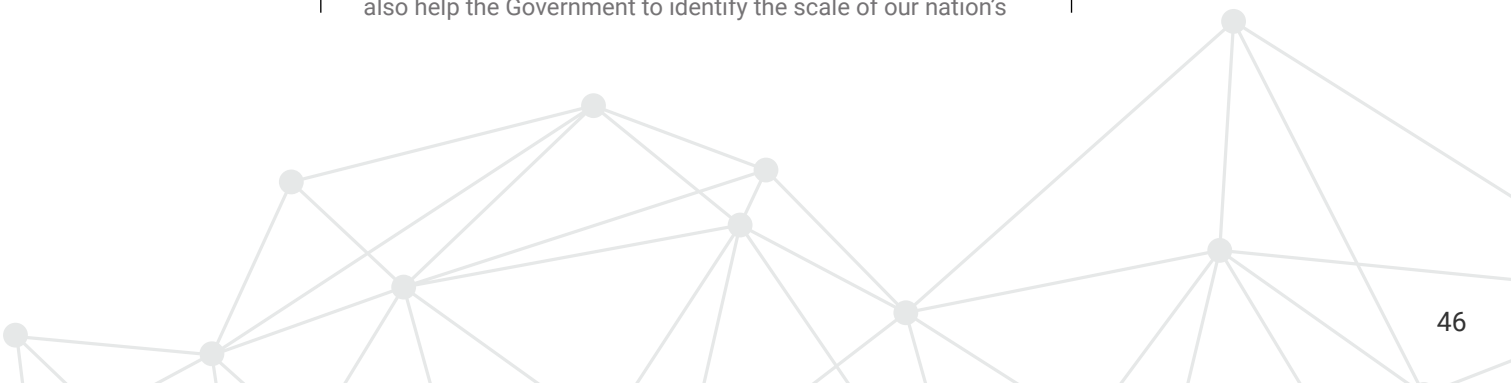 also help the Government to identify the scale of our nation's
46